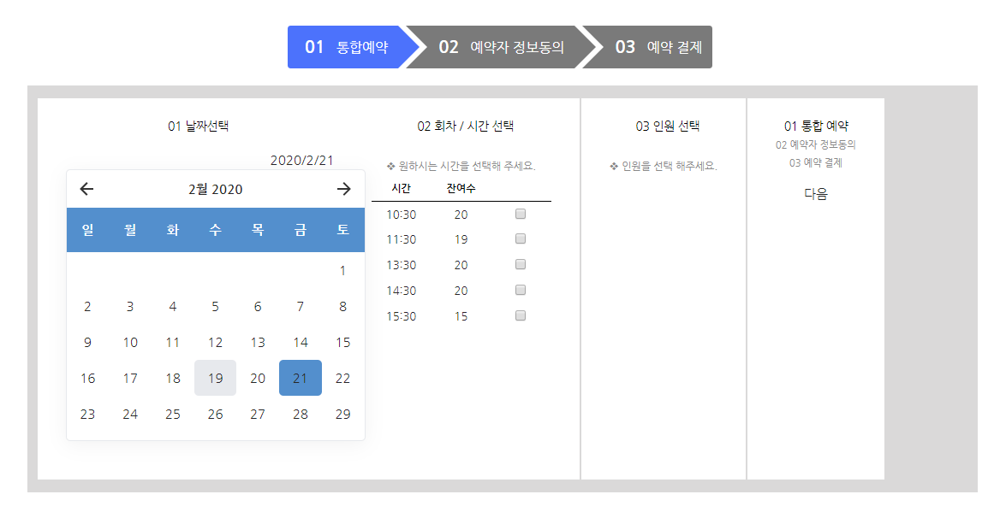 01 통합예약 02 예약자 정보동의 03 예약 결제
01 날짜선택
2020/2/21
2월 2020
일 월 화 수 목 금 토
1
2 3 4 5 6 7 8
9 10 11 12 13 14 15
16 17 18 19 20 21 22
23 24 25 26 27 28 29
02 회차 / 시간 선택
❖ 원하시는 시간을 선택해 주세요.
시간 잔여수
10:30 20
11:30 19
13:30 20
14:30 20
15:30 15
03 인원 선택
❖ 인원을 선택 해주세요.
01 통합 예약
02 예약자 정보동의
03 예약 결제
다음